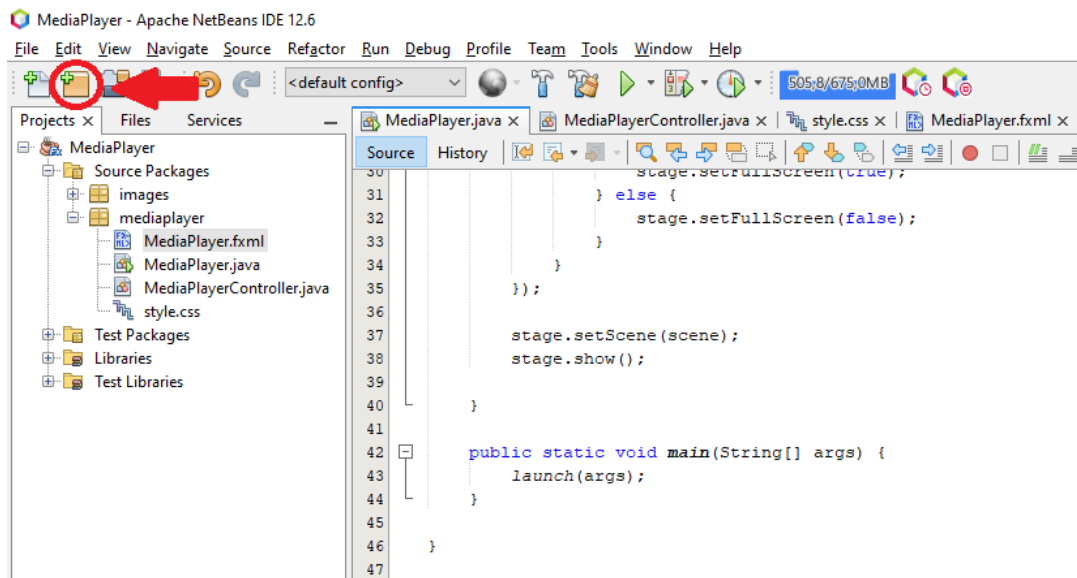 MediaPlayer - Apache NetBeans IDE 12.6
File Edit View Navigate Source Refactor Run Debug Profile Team Tools Window Help
<default config> 505;8/675;0MB
Projects Files Services
MediaPlayer.java MediaPlayerController.java style.css MediaPlayer.fxml
Source History
MediaPlayer
Source Packages
images
mediaplayer
MediaPlayer.fxml
MediaPlayer.java
MediaPlayerController.java
style.css
Test Packages
Libraries
Test Libraries
30 stage.setFullScreen(true);
31 } else {
32 stage.setFullScreen(false);
33 }
34 }
35 });
36
37 stage.setScene(scene);
38 stage.show();
39
40 }
41
42 public static void main(String[] args) {
43 launch(args);
44 }
45
46 }
47